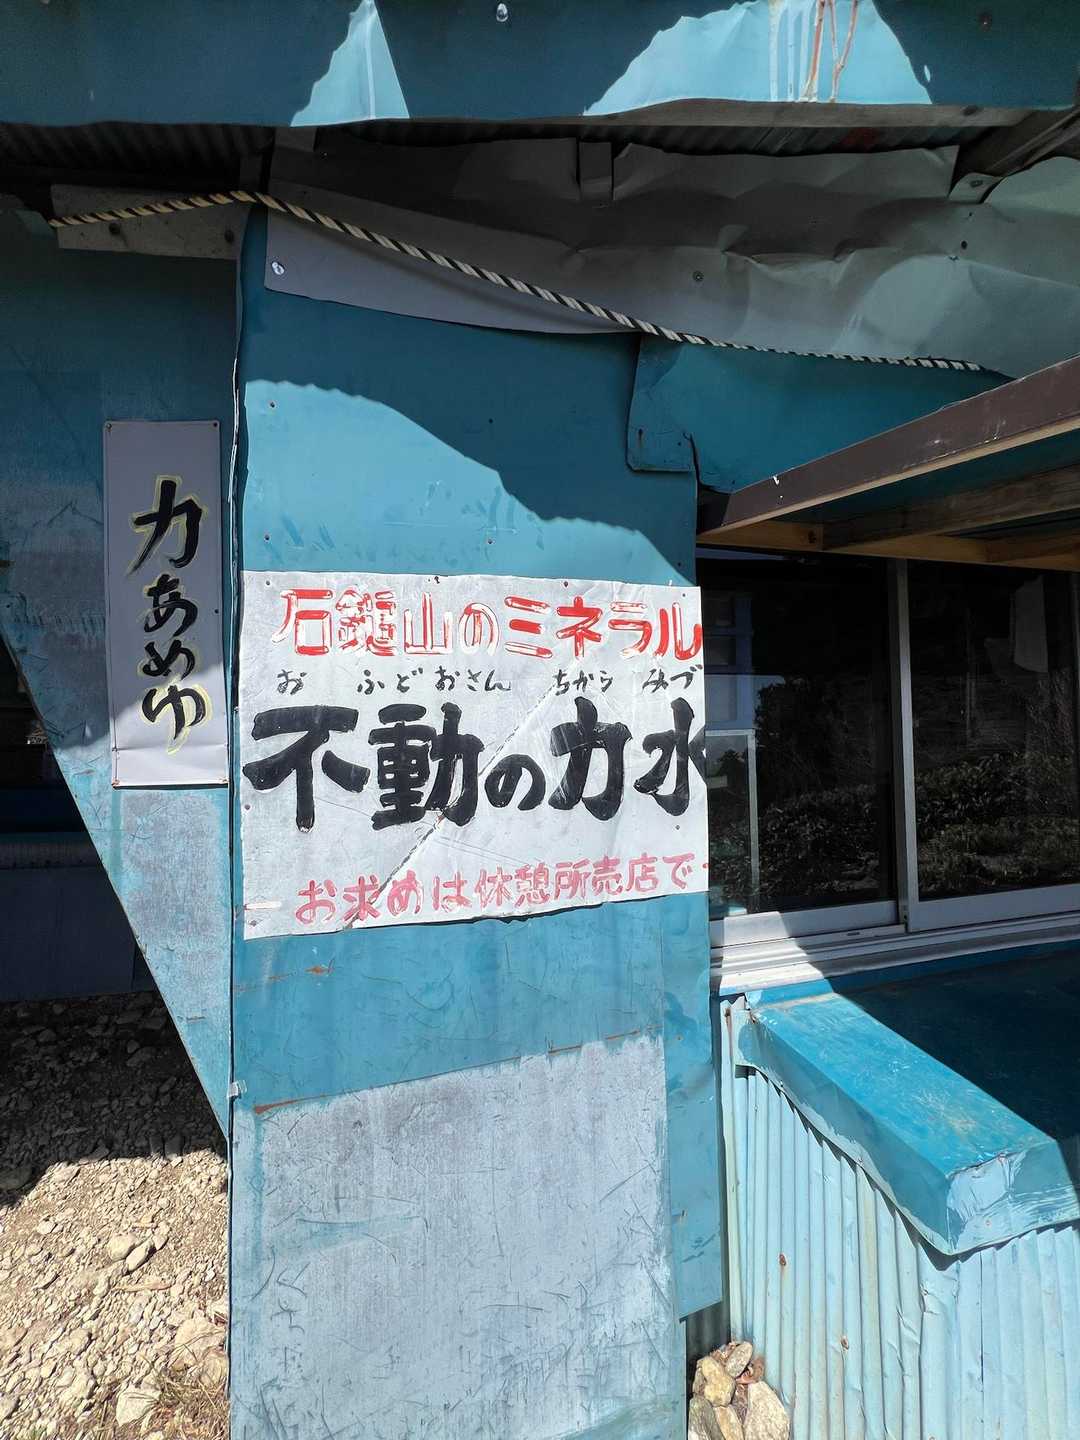 力あめゆ
石鎚山のミネラル
お ふど おさん ちから みづ
不動の力水
お求めは休憩所売店で